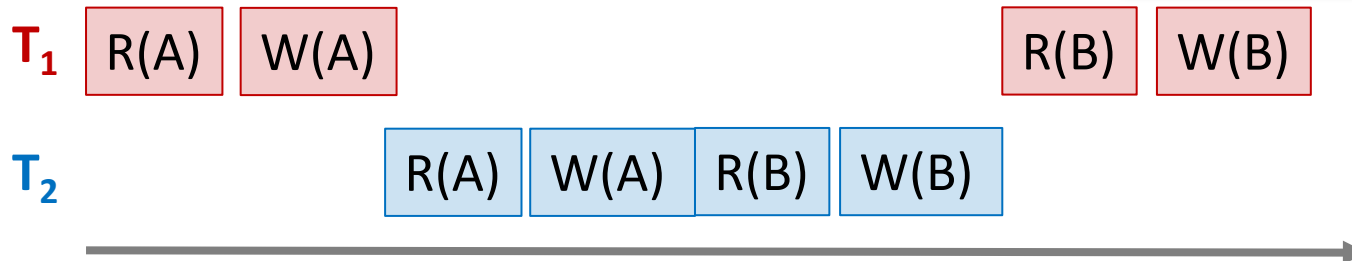 T₁ R(A) W(A) R(B) W(B)
T₂ R(A) W(A) R(B) W(B)